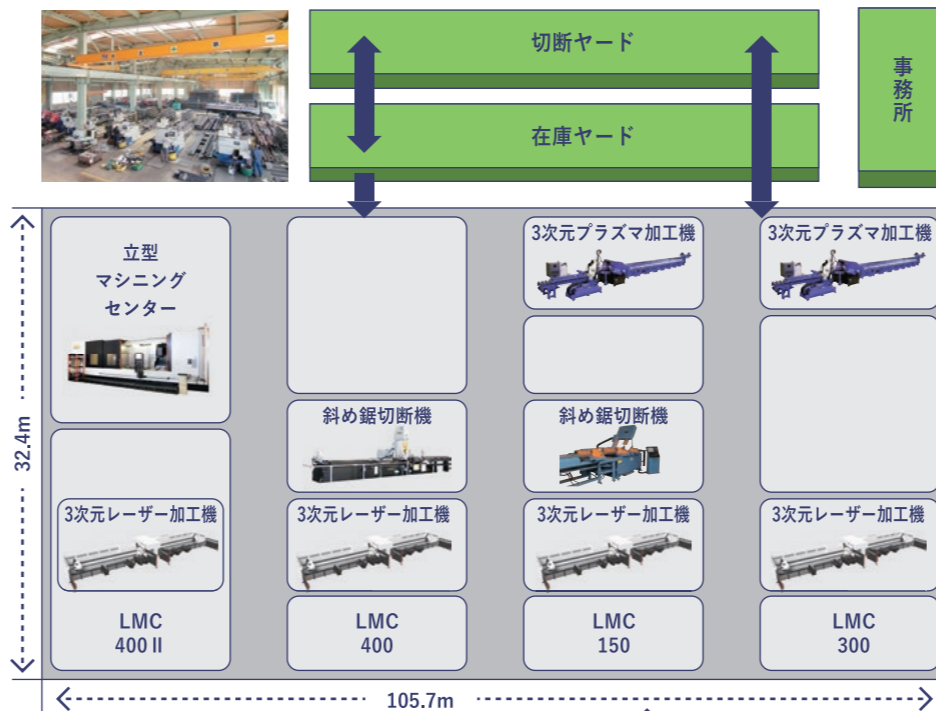 切断ヤード
在庫ヤード
事務所
立型
マシニング
センター
3次元プラズマ加工機
3次元プラズマ加工機
斜め鋸切断機
斜め鋸切断機
3次元レーザー加工機
3次元レーザー加工機
3次元レーザー加工機
3次元レーザー加工機
LMC
400Ⅱ
LMC
400
LMC
150
LMC
300
32.4m
105.7m